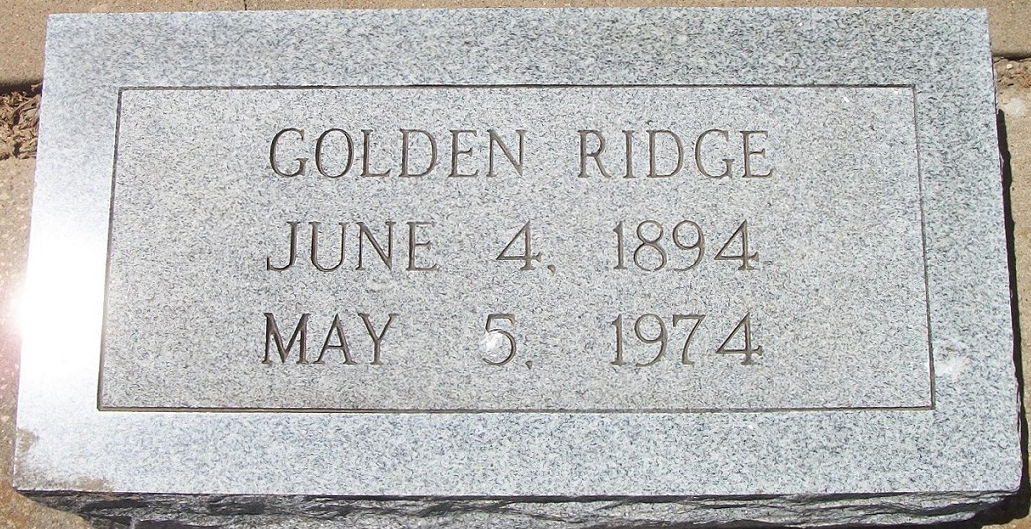 GOLDEN RIDGE
JUNE 4, 1894
MAY 5, 1974